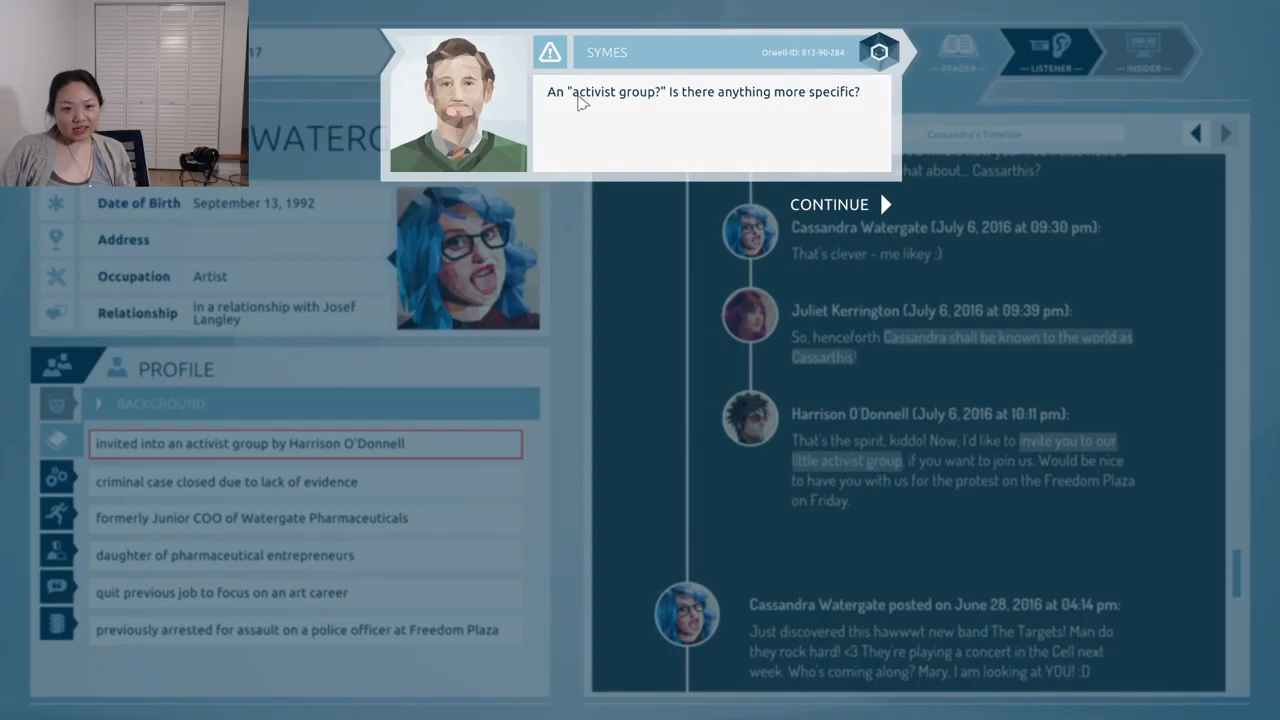 17
SYMES
Orwell-ID: 812-90-284
An "activist group?" Is there anything more specific?
CONTINUE
READER
LISTENER
INSIDER
WATERG
Date of Birth September 13, 1992
Address
Occupation Artist
Relationship in a relationship with Josef
Langley
PROFILE
BACKGROUND
invited into an activist group by Harrison O'Donnell
criminal case closed due to lack of evidence
formerly Junior COO of Watergate Pharmaceuticals
daughter of pharmaceutical entrepreneurs
quit previous job to focus on an art career
previously arrested for assault on a police officer at Freedom Plaza
Cassandra's Timeline
what about... Cassarthis?
Cassandra Watergate (July 6, 2016 at 09:30 pm):
That's clever - me likey :)
Juliet Kerrington (July 6, 2016 at 09:39 pm):
So, henceforth Cassandra shall be known to the world as
Cassarthis!
Harrison O'Donnell (July 6, 2016 at 10:11 pm):
That's the spirit, kiddo! Now, I'd like to invite you to our
little activist group, if you want to join us. Would be nice
to have you with us for the protest on the Freedom Plaza
on Friday.
Cassandra Watergate posted on June 28, 2016 at 04:14 pm:
Just discovered this hawwwt new band The Targets! Man do
they rock hard! <3 They're playing a concert in the Cell next
week. Who's coming along? Mary, I am looking at YOU! :D